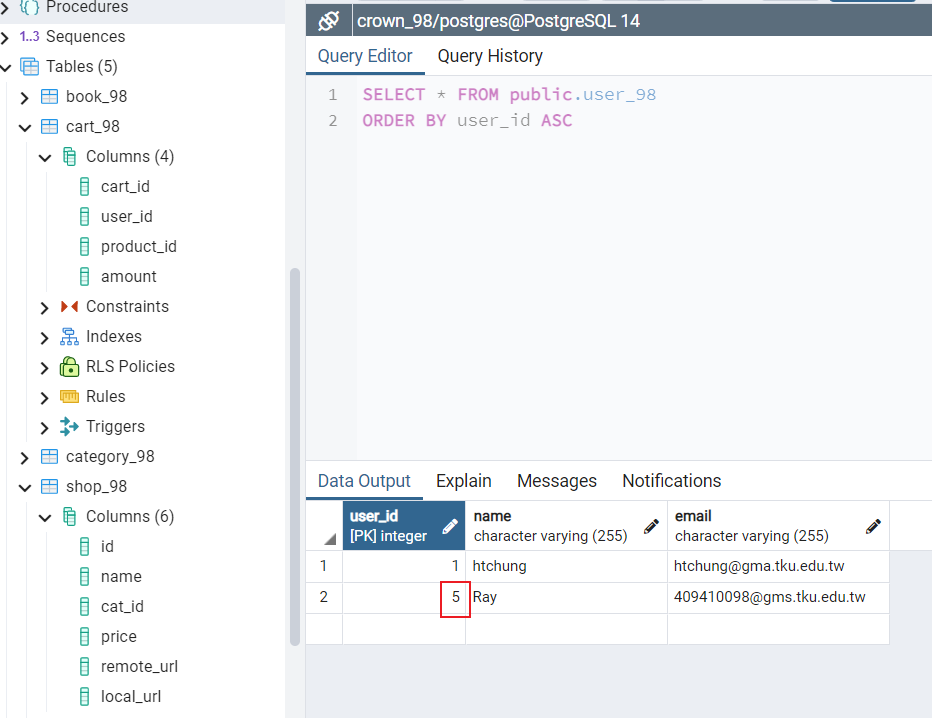 Procedures
1..3 Sequences
Tables (5)
book_98
cart_98
Columns (4)
cart_id
user_id
product_id
amount
Constraints
Indexes
RLS Policies
Rules
Triggers
category_98
shop_98
Columns (6)
id
name
cat_id
price
remote_url
local_url
crown_98/postgres@PostgreSQL 14
Query Editor Query History
1 SELECT * FROM public.user_98
2 ORDER BY user_id ASC
Data Output Explain Messages Notifications
user_id name email
[PK] integer character varying (255) character varying (255)
1 1 htchung htchung@gma.tku.edu.tw
2 5 Ray 409410098@gms.tku.edu.tw